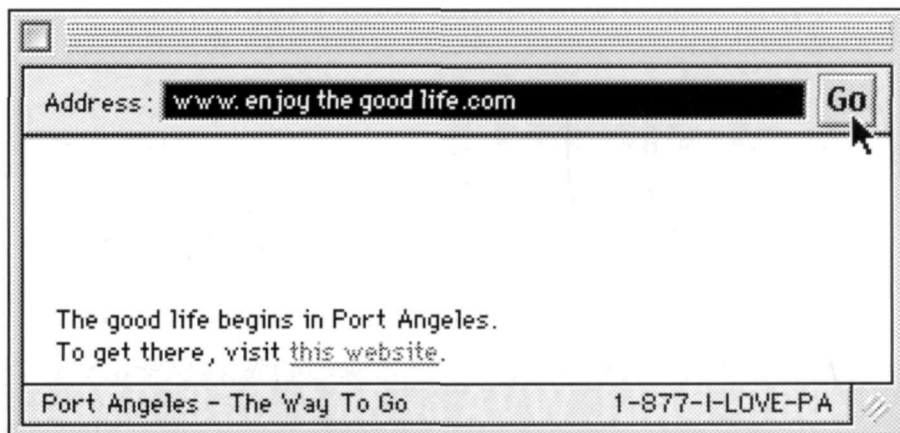 Address: www.enjoy the good life.com Go
The good life begins in Port Angeles.
To get there, visit this website.
Port Angeles - The Way To Go 1-877-I-LOVE-PA